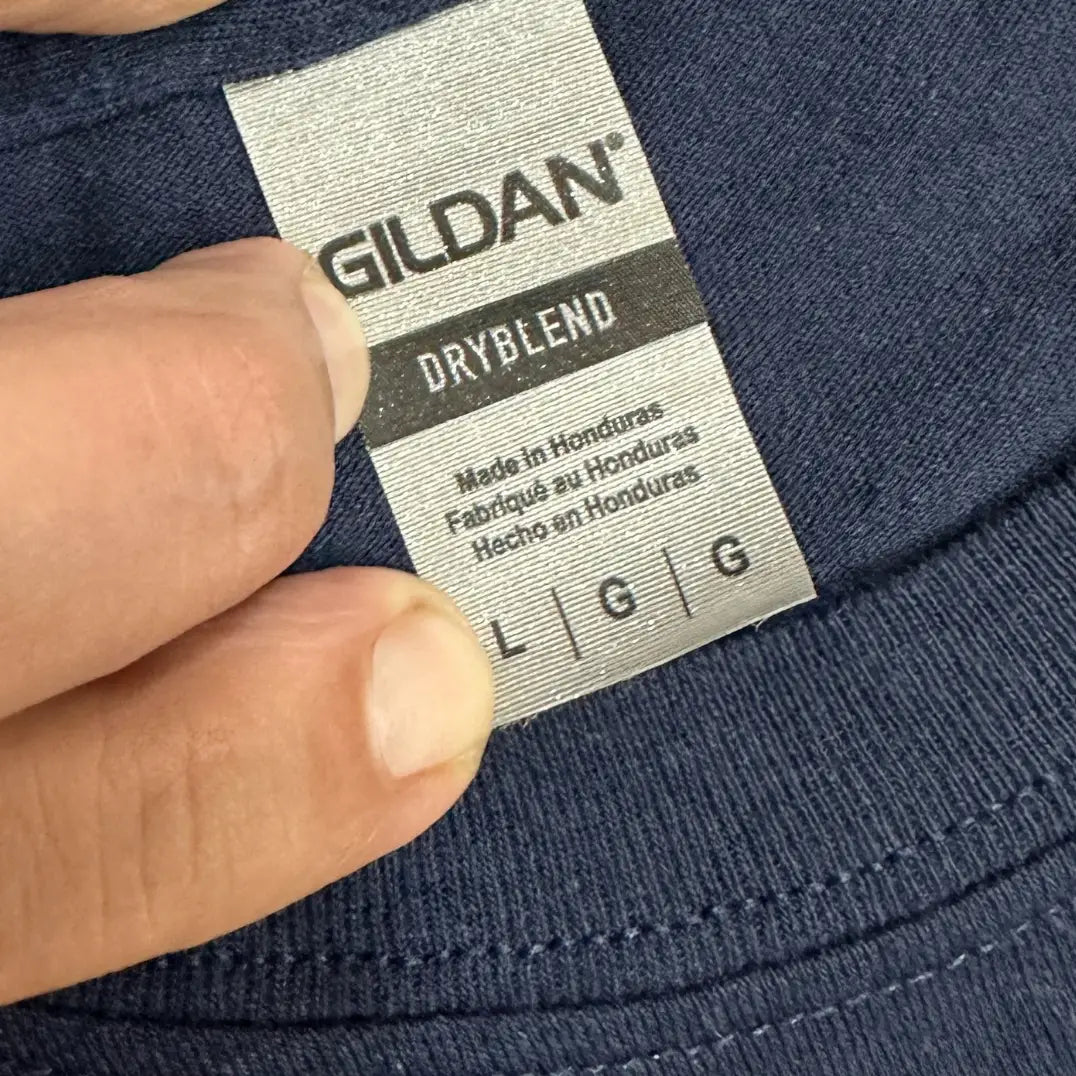 GILDAN®
DRYBLEND
Made in Honduras
Fabriqué au Honduras
Hecho en Honduras
L | G | G